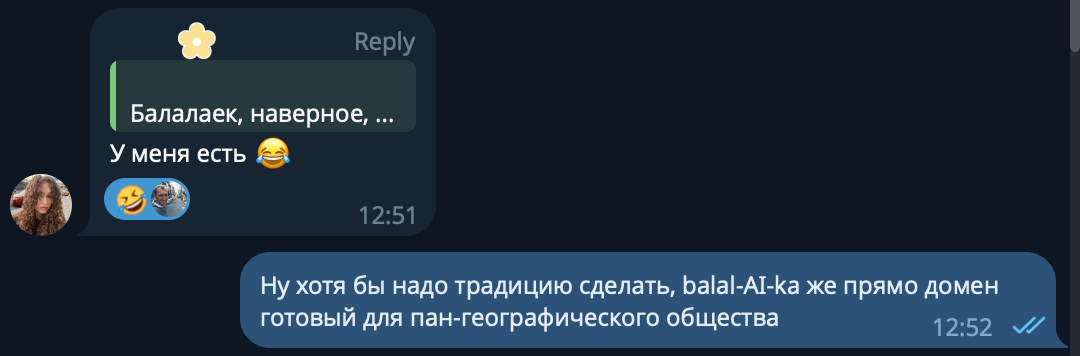 Reply
Балалаек, наверное, ...
У меня есть 😂
12:51
Ну хотя бы надо традицию сделать, balal-AI-ka же прямо домен
готовый для пан-географического общества
12:52